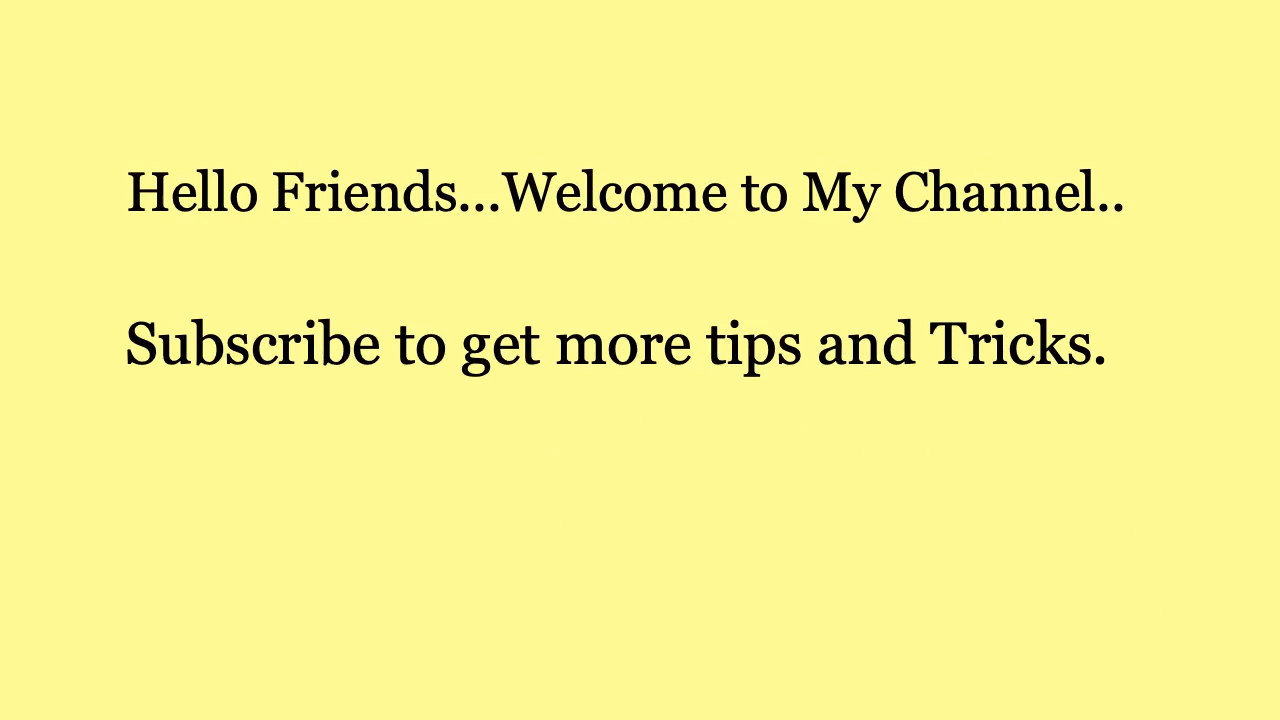 Hello Friends...Welcome to My Channel..
Subscribe to get more tips and Tricks.